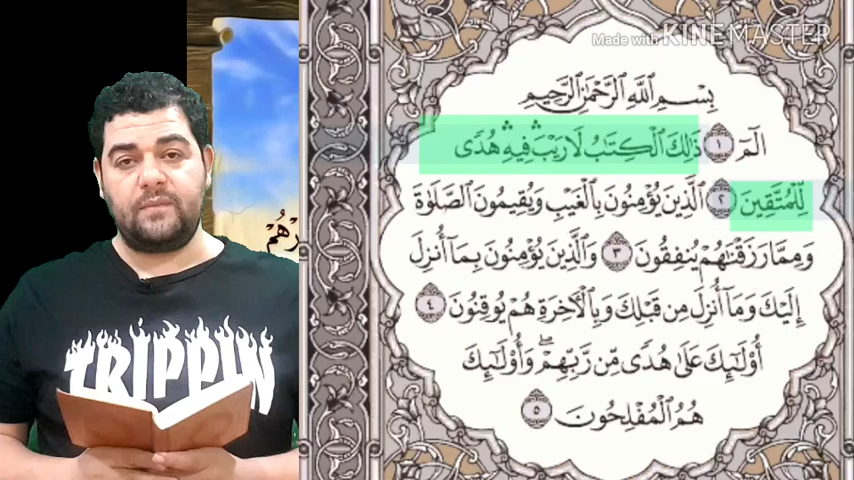 Made with KINEMASTER
بِسْمِ ٱللَّهِ ٱلرَّحْمَٰنِ ٱلرَّحِيمِ
الٓمٓ ١ ذَٰلِكَ ٱلْكِتَٰبُ لَا رَيْبَ ۛ فِيهِ ۛ هُدًى
لِّلْمُتَّقِينَ ٢ ٱلَّذِينَ يُؤْمِنُونَ بِٱلْغَيْبِ وَيُقِيمُونَ ٱلصَّلَوٰةَ
وَمِمَّا رَزَقْنَٰهُمْ يُنفِقُونَ ٣ وَٱلَّذِينَ يُؤْمِنُونَ بِمَآ أُنزِلَ
إِلَيْكَ وَمَآ أُنزِلَ مِن قَبْلِكَ وَبِٱلْءَاخِرَةِ هُمْ يُوقِنُونَ ٤
أُو۟لَٰٓئِكَ عَلَىٰ هُدًى مِّن رَّبِّهِمْ ۖ وَأُو۟لَٰٓئِكَ
هُمُ ٱلْمُفْلِحُونَ ٥
TRIPPIN